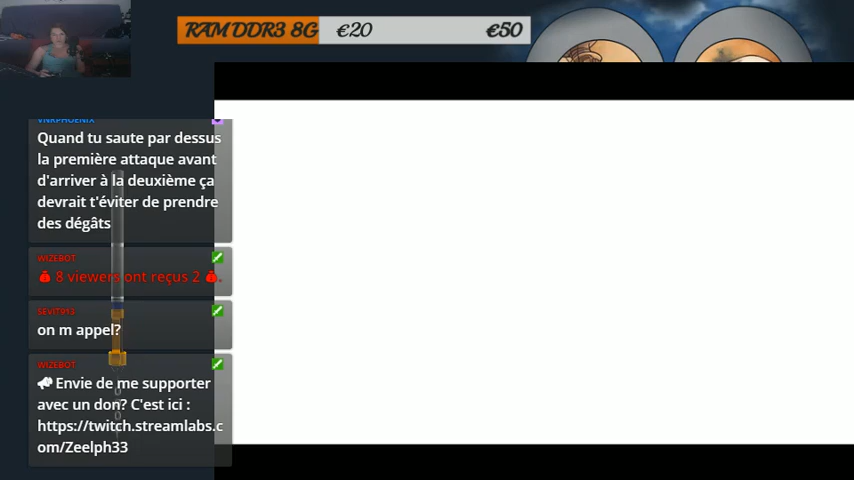 RAM DDR3 8G €20 €50
VNRPHOENIX
Quand tu saute par dessus
la première attaque avant
d'arriver à la deuxième ça
devrait t'éviter de prendre
des dégâts
WIZEBOT
8 viewers ont reçus 2 .
SEVIT913
on m appel?
WIZEBOT
Envie de me supporter
avec un don? C'est ici :
https://twitch.streamlabs.c
om/Zeelph33